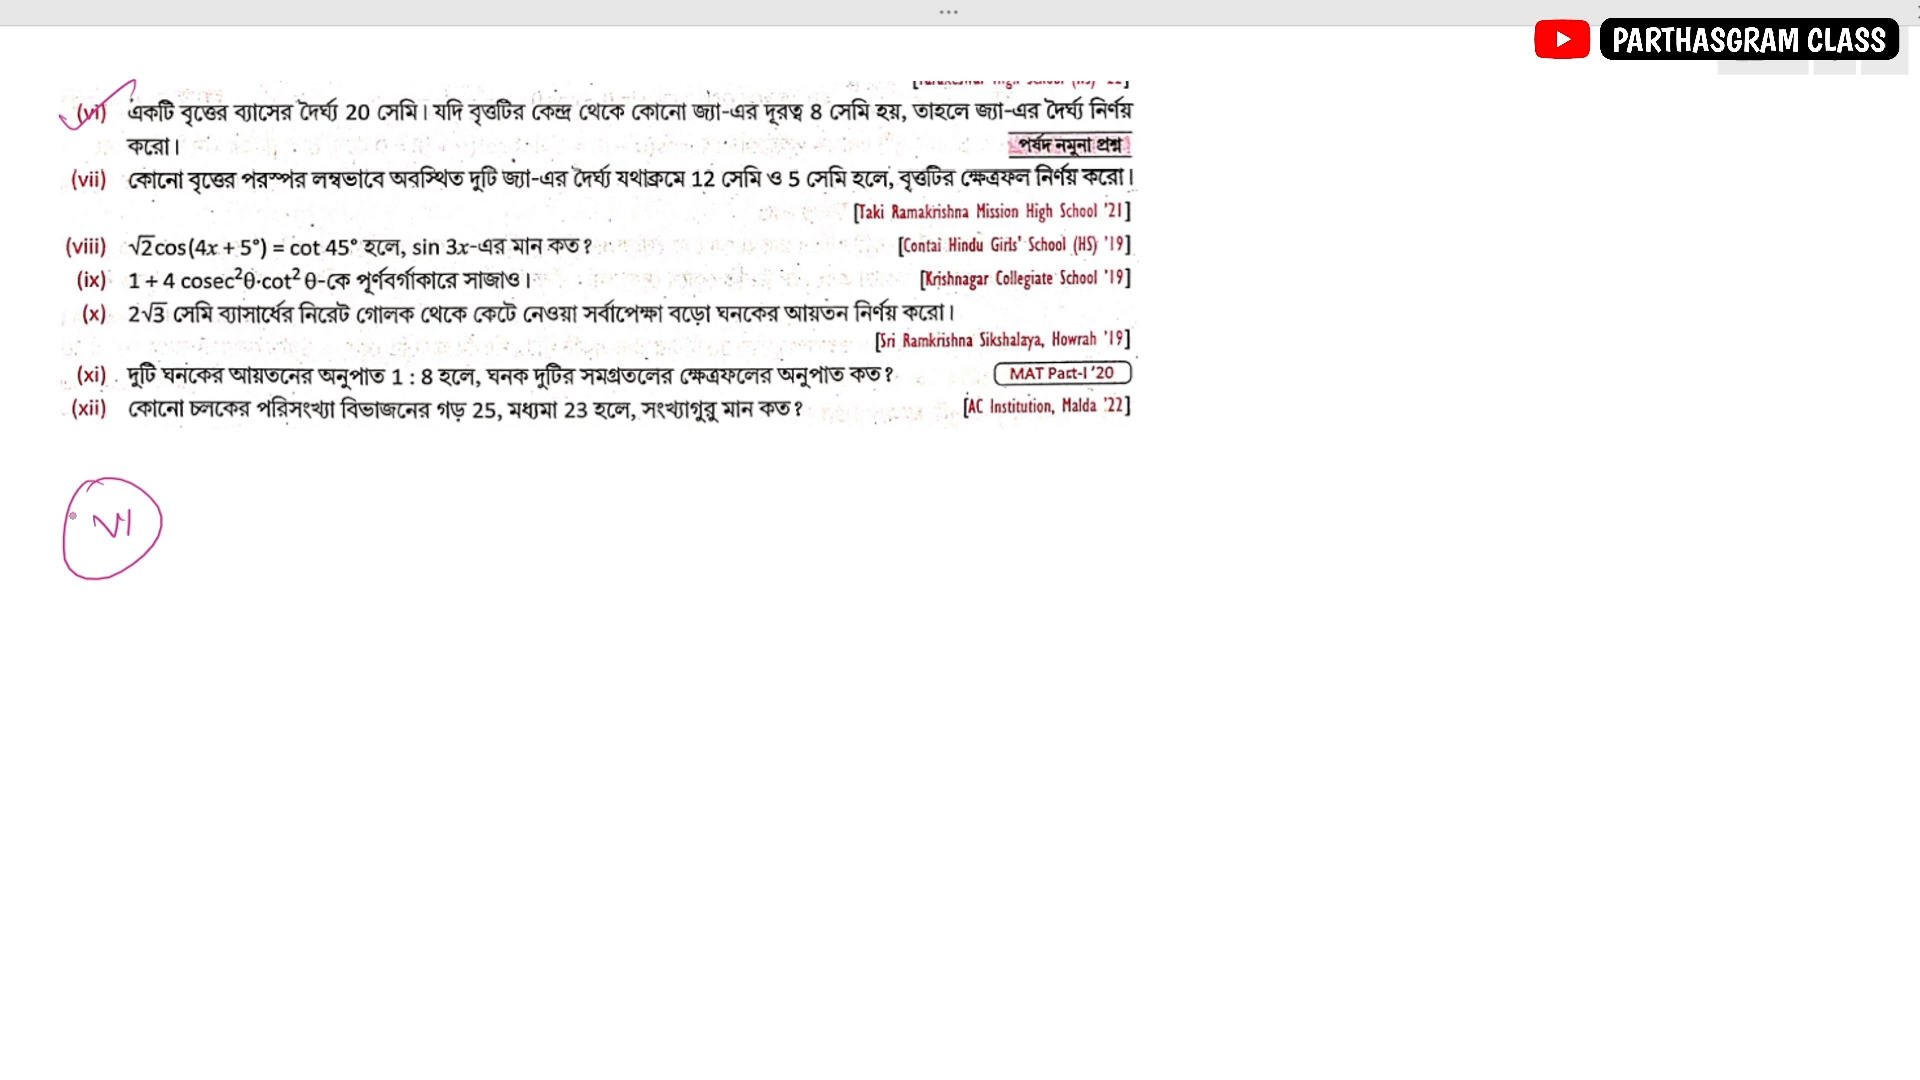 PARTHASGRAM CLASS
(vi) একটি বৃত্তের ব্যাসের দৈর্ঘ্য 20 সেমি। যদি বৃত্তটির কেন্দ্র থেকে কোনো জ্যা-এর দূরত্ব 8 সেমি হয়, তাহলে জ্যা-এর দৈর্ঘ্য নির্ণয়
করো। পর্ষদ নমুনা প্রশ্ন
(vii) কোনো বৃত্তের পরস্পর লম্বভাবে অবস্থিত দুটি জ্যা-এর দৈর্ঘ্য যথাক্রমে 12 সেমি ও 5 সেমি হলে, বৃত্তটির ক্ষেত্রফল নির্ণয় করো।
[Taki Ramakrishna Mission High School '21]
(viii) √2cos(4x + 5°) = cot 45° হলে, sin 3x-এর মান কত? [Contai Hindu Girls' School (HS) '19]
(ix) 1 + 4 cosec²θ·cot² θ-কে পূর্ণবর্গাকারে সাজাও। [Krishnagar Collegiate School '19]
(x) 2√3 সেমি ব্যাসার্ধের নিরেট গোলক থেকে কেটে নেওয়া সর্বাপেক্ষা বড়ো ঘনকের আয়তন নির্ণয় করো।
[Sri Ramkrishna Sikshalaya, Howrah '19]
(xi) দুটি ঘনকের আয়তনের অনুপাত 1 : 8 হলে, ঘনক দুটির সমগ্রতলের ক্ষেত্রফলের অনুপাত কত? MAT Part-I '20
(xii) কোনো চলকের পরিসংখ্যা বিভাজনের গড় 25, মধ্যমা 23 হলে, সংখ্যাগুরু মান কত? [AC Institution, Malda '22]
VI